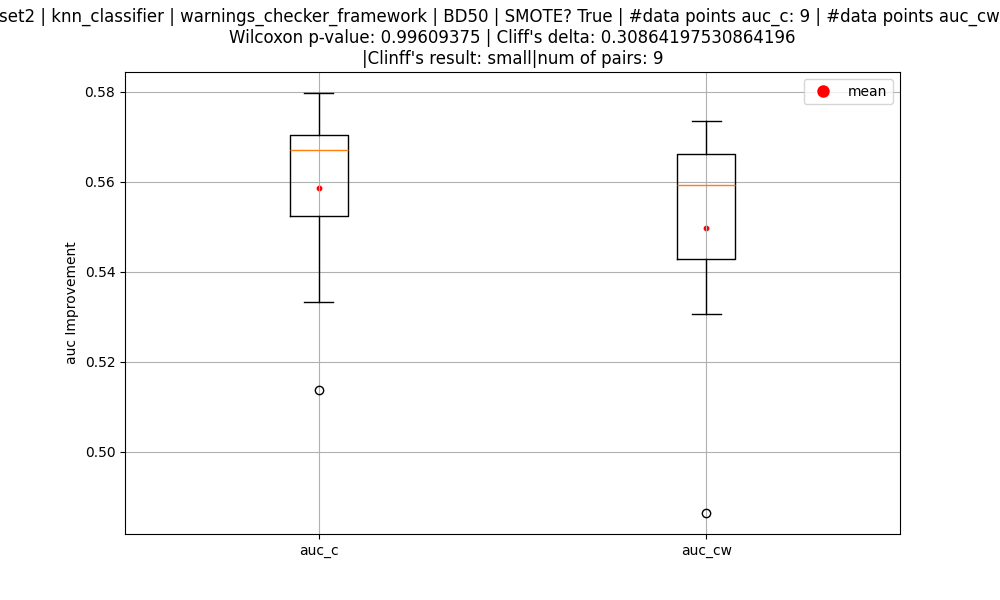 set2 | knn_classifier | warnings_checker_framework | BD50 | SMOTE? True | #data points auc_c: 9 | #data points auc_cw
Wilcoxon p-value: 0.99609375 | Cliff's delta: 0.30864197530864196
|Clinff's result: small|num of pairs: 9
mean
0.58
0.56
0.54
0.52
0.50
auc Improvement
auc_c
auc_cw